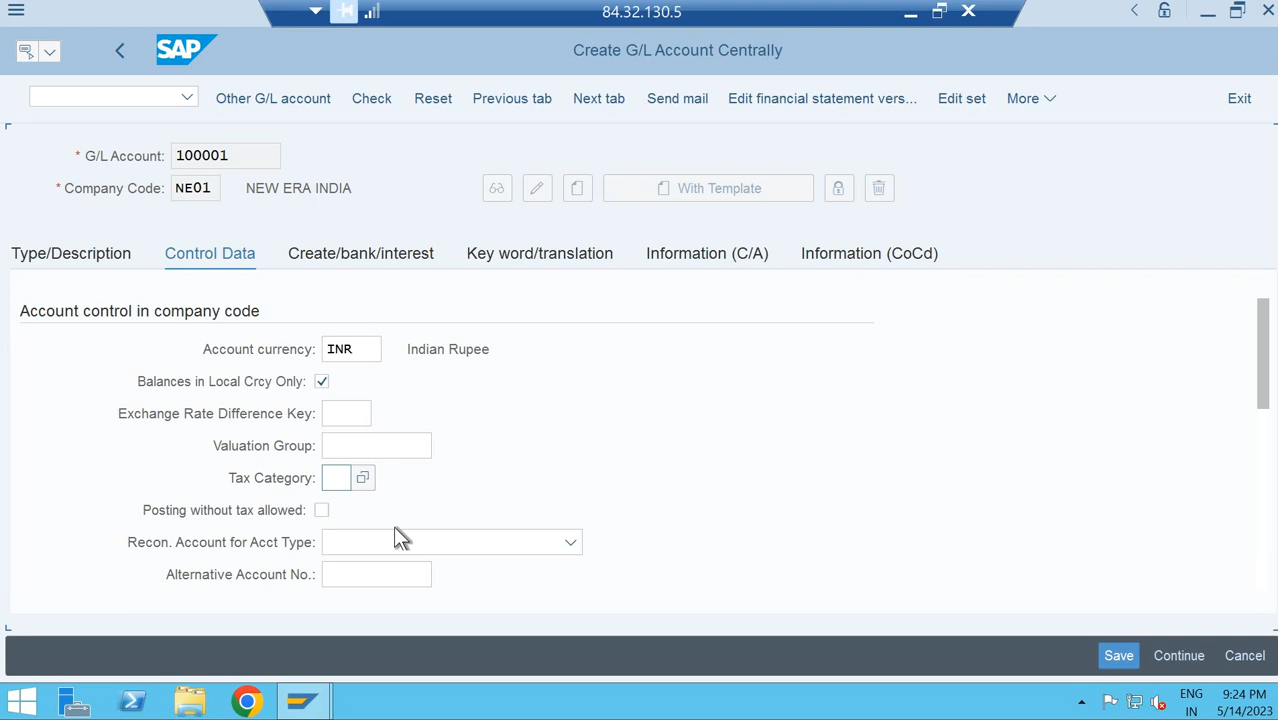 84.32.130.5
SAP
Create G/L Account Centrally
Other G/L account Check Reset Previous tab Next tab Send mail Edit financial statement vers... Edit set More Exit
* G/L Account: 100001
* Company Code: NE01 NEW ERA INDIA With Template
Type/Description Control Data Create/bank/interest Key word/translation Information (C/A) Information (CoCd)
Account control in company code
Account currency: INR Indian Rupee
Balances in Local Crcy Only:
Exchange Rate Difference Key:
Valuation Group:
Tax Category:
Posting without tax allowed:
Recon. Account for Acct Type:
Alternative Account No.:
Save Continue Cancel
ENG 9:24 PM
IN 5/14/2023